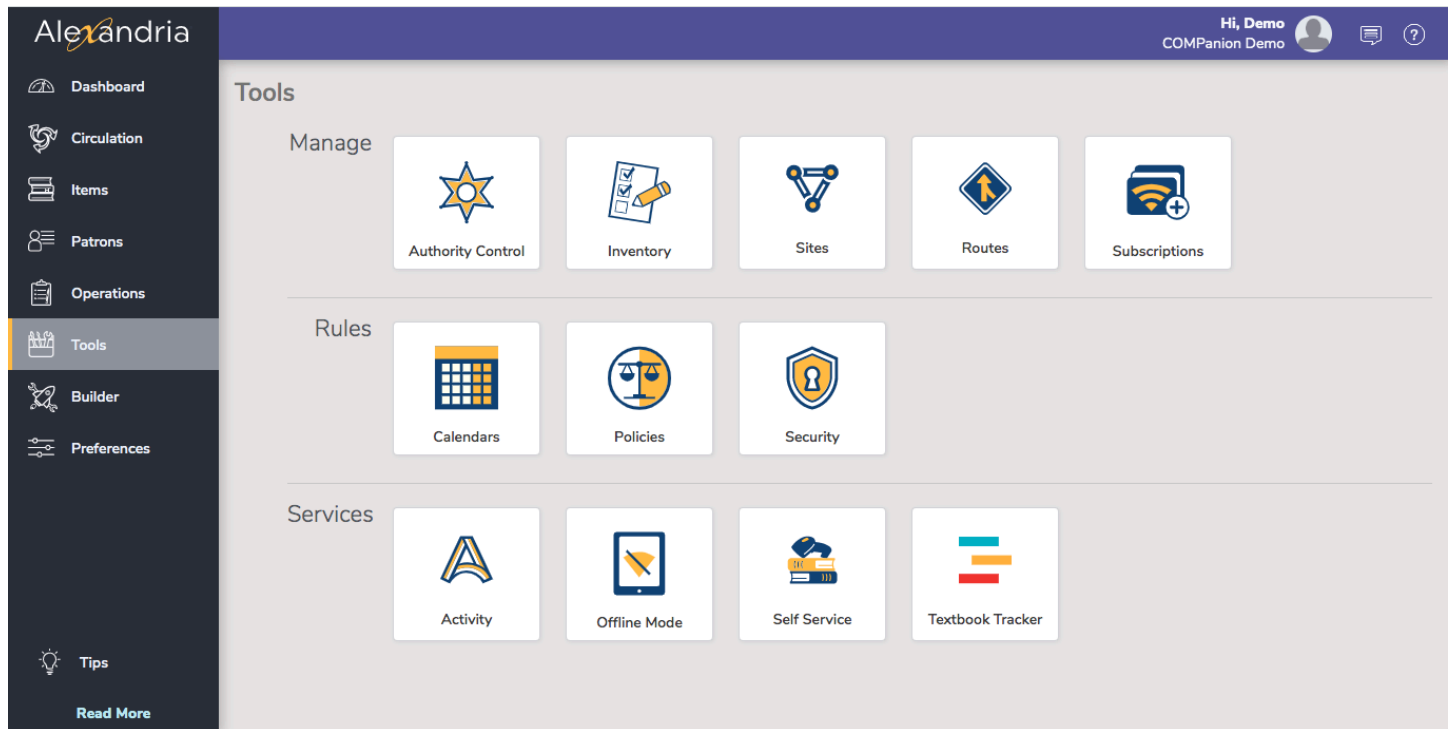 Alexandria
Hi, Demo
COMPanion Demo
Dashboard
Circulation
Items
Patrons
Operations
Tools
Builder
Preferences
Tips
Read More
Tools
Manage
Authority Control
Inventory
Sites
Routes
Subscriptions
Rules
Calendars
Policies
Security
Services
Activity
Offline Mode
Self Service
Textbook Tracker